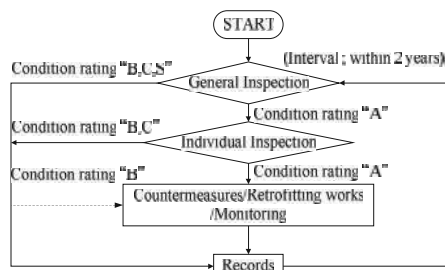 START
(Interval ; within 2 years)
Condition rating "B,C,S"
General Inspection
Condition rating "A"
Condition rating "B,C"
Individual Inspection
Condition rating "A"
Condition rating "B"
Countermeasures/Retrofitting works
/Monitoring
Records